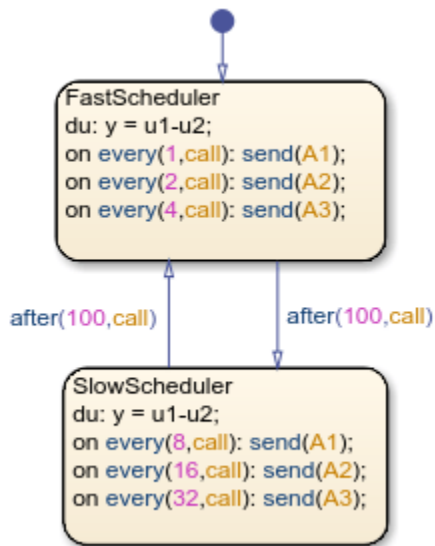 FastScheduler
du: y = u1-u2;
on every(1,call): send(A1);
on every(2,call): send(A2);
on every(4,call): send(A3);
after(100,call)
after(100,call)
SlowScheduler
du: y = u1-u2;
on every(8,call): send(A1);
on every(16,call): send(A2);
on every(32,call): send(A3);